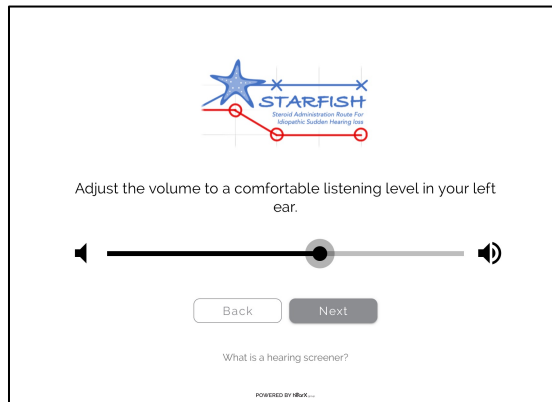 STARFISH
Steroid Administration Route For
Idiopathic Sudden Hearing loss
Adjust the volume to a comfortable listening level in your left
ear.
Back
Next
What is a hearing screener?
POWERED BY